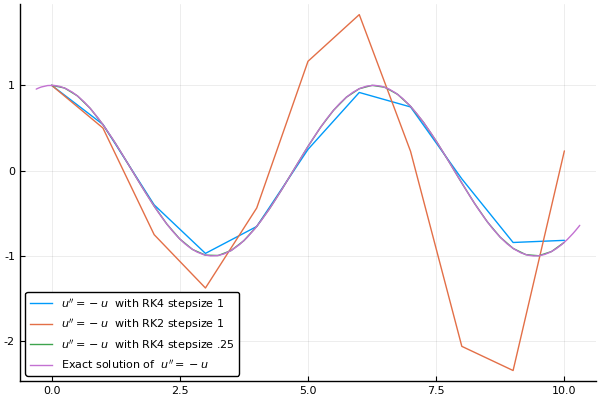 1
0
-1
-2
0.0
2.5
5.0
7.5
10.0
u″ = −u with RK4 stepsize 1
u″ = −u with RK2 stepsize 1
u″ = −u with RK4 stepsize .25
Exact solution of u″ = −u